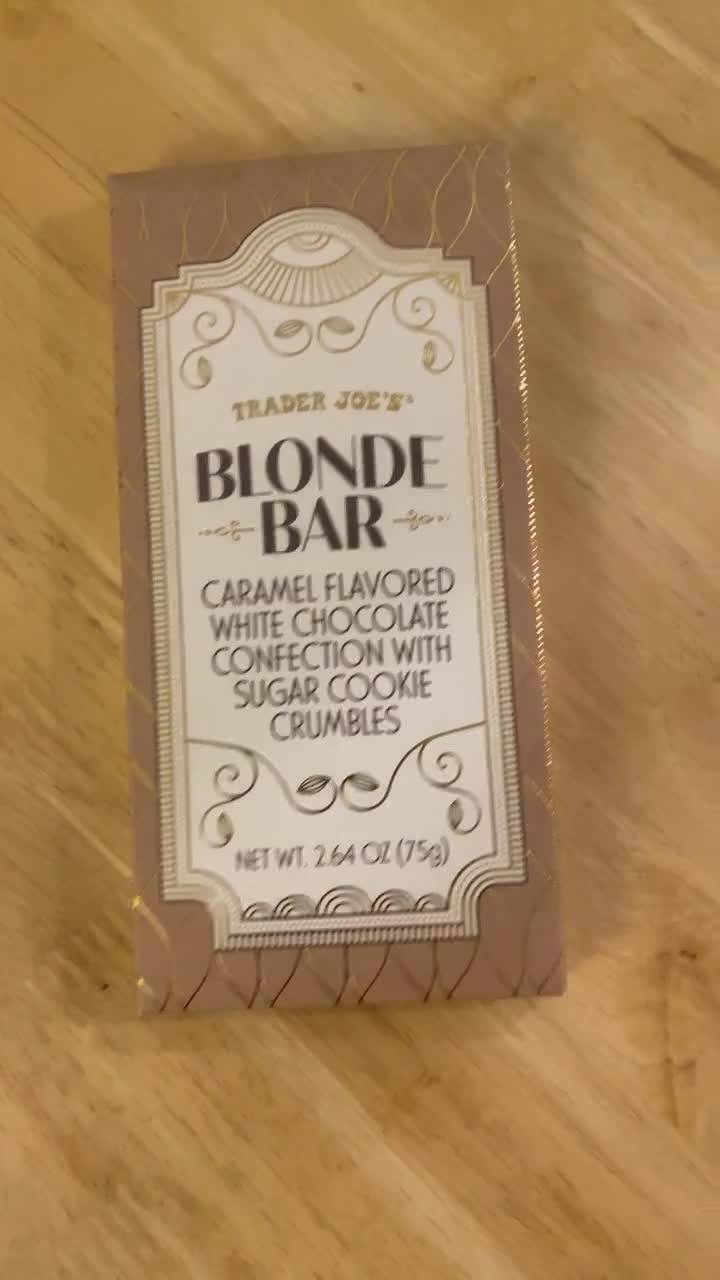 TRADER JOE'S
BLONDE
BAR
CARAMEL FLAVORED
WHITE CHOCOLATE
CONFECTION WITH
SUGAR COOKIE
CRUMBLES
NET WT. 2.64 OZ (75g)